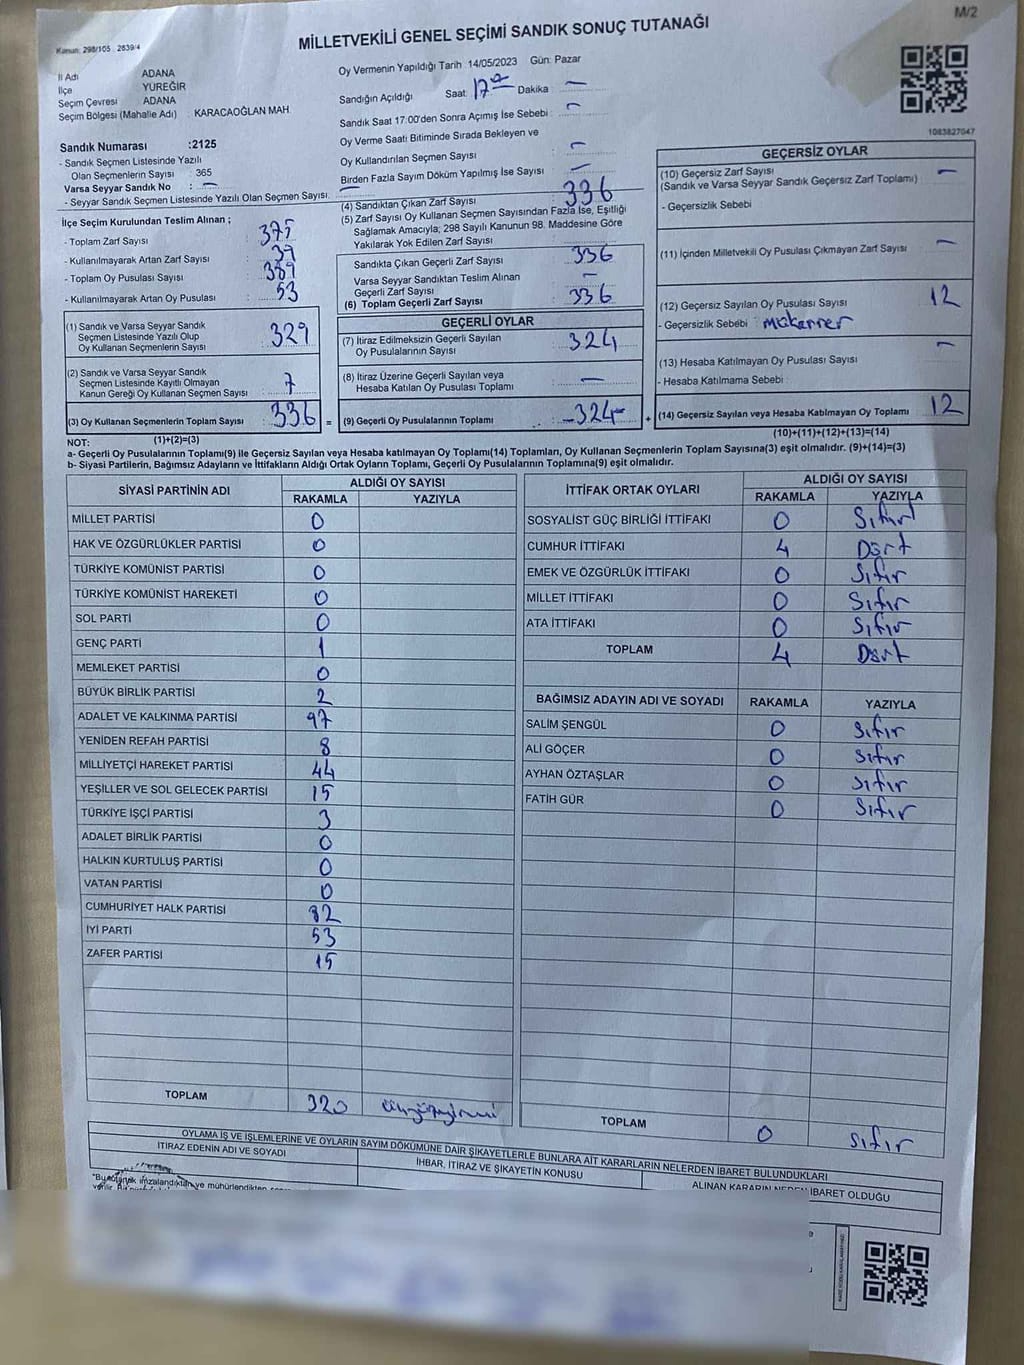 M/2
Kanun: 298/105 , 2839/4
MİLLETVEKİLİ GENEL SEÇİMİ SANDIK SONUÇ TUTANAĞI
İl Adı ADANA
İlçe YÜREĞİR
Seçim Çevresi ADANA
Seçim Bölgesi (Mahalle Adı) : KARACAOĞLAN MAH.
Oy Vermenin Yapıldığı Tarih 14/05/2023 Gün: Pazar
Sandığın Açıldığı Saat: 17 Dakika : —
Sandık Saat 17:00'den Sonra Açımış İse Sebebi : —
Oy Verme Saati Bitiminde Sırada Bekleyen ve
Oy Kullandırılan Seçmen Sayısı : —
Birden Fazla Sayım Döküm Yapılmış İse Sayısı : —
1083827047
Sandık Numarası :2125
- Sandık Seçmen Listesinde Yazılı
Olan Seçmenlerin Sayısı : 365
Varsa Seyyar Sandık No : —
- Seyyar Sandık Seçmen Listesinde Yazılı Olan Seçmen Sayısı : —
İlçe Seçim Kurulundan Teslim Alınan ;
- Toplam Zarf Sayısı : 375
- Kullanılmayarak Artan Zarf Sayısı : 39
- Toplam Oy Pusulası Sayısı : 389
- Kullanılmayarak Artan Oy Pusulası : 53
(4) Sandıktan Çıkan Zarf Sayısı : 336
(5) Zarf Sayısı Oy Kullanan Seçmen Sayısından Fazla İse, Eşitliği
Sağlamak Amacıyla; 298 Sayılı Kanunun 98. Maddesine Göre
Yakılarak Yok Edilen Zarf Sayısı :
Sandıkta Çıkan Geçerli Zarf Sayısı : 336
Varsa Seyyar Sandıktan Teslim Alınan
Geçerli Zarf Sayısı : —
(6) Toplam Geçerli Zarf Sayısı : 336
GEÇERSİZ OYLAR
(10) Geçersiz Zarf Sayısı : —
(Sandık ve Varsa Seyyar Sandık Geçersiz Zarf Toplamı)
- Geçersizlik Sebebi :
(11) İçinden Milletvekili Oy Pusulası Çıkmayan Zarf Sayısı : —
(12) Geçersiz Sayılan Oy Pusulası Sayısı : 12
- Geçersizlik Sebebi : Mükerrer
(13) Hesaba Katılmayan Oy Pusulası Sayısı : —
- Hesaba Katılmama Sebebi :
(14) Geçersiz Sayılan veya Hesaba Katılmayan Oy Toplamı : 12
(10)+(11)+(12)+(13)=(14)
(1) Sandık ve Varsa Seyyar Sandık
Seçmen Listesinde Yazılı Olup
Oy Kullanan Seçmenlerin Sayısı : 329
(2) Sandık ve Varsa Seyyar Sandık
Seçmen Listesinde Kayıtlı Olmayan
Kanun Gereği Oy Kullanan Seçmen Sayısı : 7
(3) Oy Kullanan Seçmenlerin Toplam Sayısı : 336 =
GEÇERLİ OYLAR
(7) İtiraz Edilmeksizin Geçerli Sayılan
Oy Pusulalarının Sayısı : 324
(8) İtiraz Üzerine Geçerli Sayılan veya
Hesaba Katılan Oy Pusulası Toplamı : —
(9) Geçerli Oy Pusulalarının Toplamı : -324- +
NOT: (1)+(2)=(3)
a- Geçerli Oy Pusulalarının Toplamı(9) ile Geçersiz Sayılan veya Hesaba katılmayan Oy Toplamı(14) Toplamları, Oy Kullanan Seçmenlerin Toplam Sayısına(3) eşit olmalıdır. (9)+(14)=(3)
b- Siyasi Partilerin, Bağımsız Adayların ve İttifakların Aldığı Ortak Oyların Toplamı, Geçerli Oy Pusulalarının Toplamına(9) eşit olmalıdır.
SİYASİ PARTİNİN ADI ALDIĞI OY SAYISI
RAKAMLA YAZIYLA
MİLLET PARTİSİ 0
HAK VE ÖZGÜRLÜKLER PARTİSİ 0
TÜRKİYE KOMÜNİST PARTİSİ 0
TÜRKİYE KOMÜNİST HAREKETİ 0
SOL PARTİ 0
GENÇ PARTİ 1
MEMLEKET PARTİSİ 0
BÜYÜK BİRLİK PARTİSİ 2
ADALET VE KALKINMA PARTİSİ 97
YENİDEN REFAH PARTİSİ 8
MİLLİYETÇİ HAREKET PARTİSİ 44
YEŞİLLER VE SOL GELECEK PARTİSİ 15
TÜRKİYE İŞÇİ PARTİSİ 3
ADALET BİRLİK PARTİSİ 0
HALKIN KURTULUŞ PARTİSİ 0
VATAN PARTİSİ 0
CUMHURİYET HALK PARTİSİ 82
İYİ PARTİ 53
ZAFER PARTİSİ 15
TOPLAM 320 üçyüzyirmi
İTTİFAK ORTAK OYLARI ALDIĞI OY SAYISI
RAKAMLA YAZIYLA
SOSYALİST GÜÇ BİRLİĞİ İTTİFAKI 0 Sıfır
CUMHUR İTTİFAKI 4 Dört
EMEK VE ÖZGÜRLÜK İTTİFAKI 0 Sıfır
MİLLET İTTİFAKI 0 Sıfır
ATA İTTİFAKI 0 Sıfır
TOPLAM 4 Dört
BAĞIMSIZ ADAYIN ADI VE SOYADI RAKAMLA YAZIYLA
SALİM ŞENGÜL 0 Sıfır
ALİ GÖÇER 0 Sıfır
AYHAN ÖZTAŞLAR 0 Sıfır
FATİH GÜR 0 Sıfır
TOPLAM 0 Sıfır
OYLAMA İŞ VE İŞLEMLERİNE VE OYLARIN SAYIM DÖKÜMÜNE DAİR ŞİKAYETLERLE BUNLARA AİT KARARLARIN NELERDEN İBARET BULUNDUKLARI
İTİRAZ EDENİN ADI VE SOYADI
İHBAR, İTİRAZ VE ŞİKAYETİN KONUSU
ALINAN KARARIN NEDEN İBARET OLDUĞU
imzalandıktan ve mühürlendikten